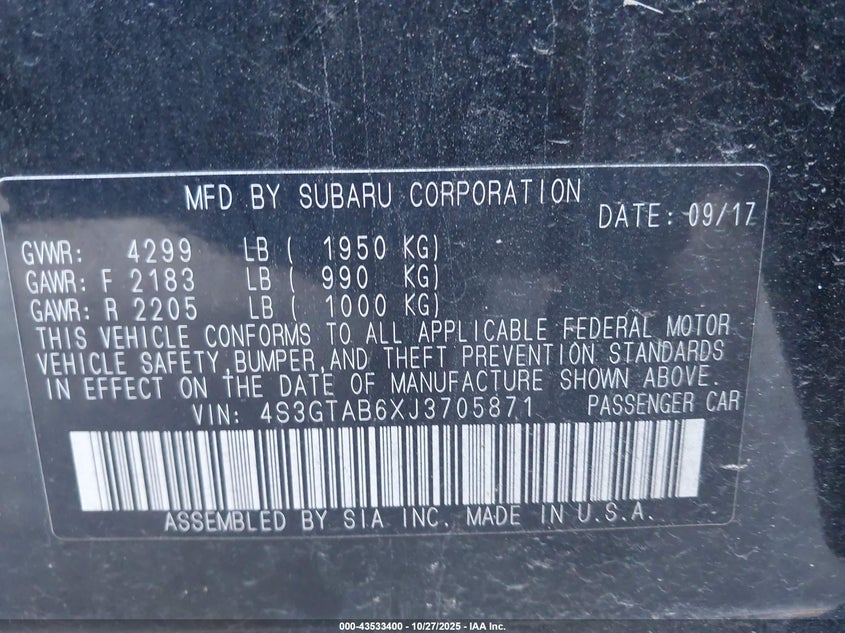 MFD BY SUBARU CORPORATION
DATE: 09/17
GVWR: 4299 LB ( 1950 KG)
GAWR: F 2183 LB ( 990 KG)
GAWR: R 2205 LB ( 1000 KG)
THIS VEHICLE CONFORMS TO ALL APPLICABLE FEDERAL MOTOR
VEHICLE SAFETY,BUMPER,AND THEFT PREVENTION STANDARDS
IN EFFECT ON THE DATE OF MANUFACTURE SHOWN ABOVE.
VIN: 4S3GTAB6XJ3705871 PASSENGER CAR
ASSEMBLED BY SIA INC. MADE IN U.S.A.
000-43533400 - 10/27/2025 - IAA Inc.